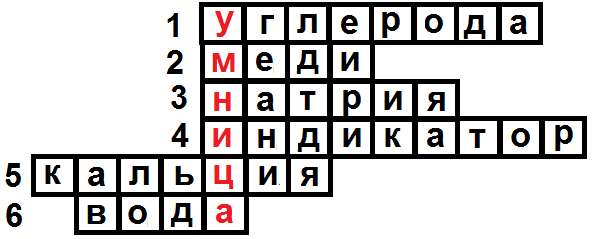 1 Углерода
2 меди
3 натрия
4 индикатор
5 кальция
6 вода